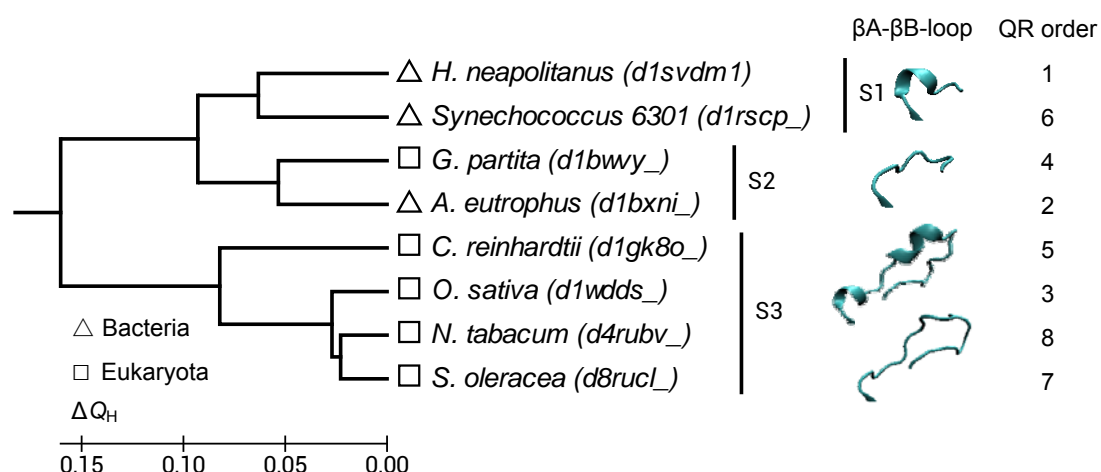 βA-βB-loop QR order
△ H. neapolitanus (d1svdm1) S1 1
△ Synechococcus 6301 (d1rscp_) 6
□ G. partita (d1bwvy_) S2 4
△ A. eutrophus (d1bxni_) 2
□ C. reinhardtii (d1gk8o_) 5
□ O. sativa (d1wdds_) S3 3
□ N. tabacum (d4rubv_) 8
□ S. oleracea (d8rucl_) 7
△ Bacteria
□ Eukaryota
ΔQH
0.15 0.10 0.05 0.00